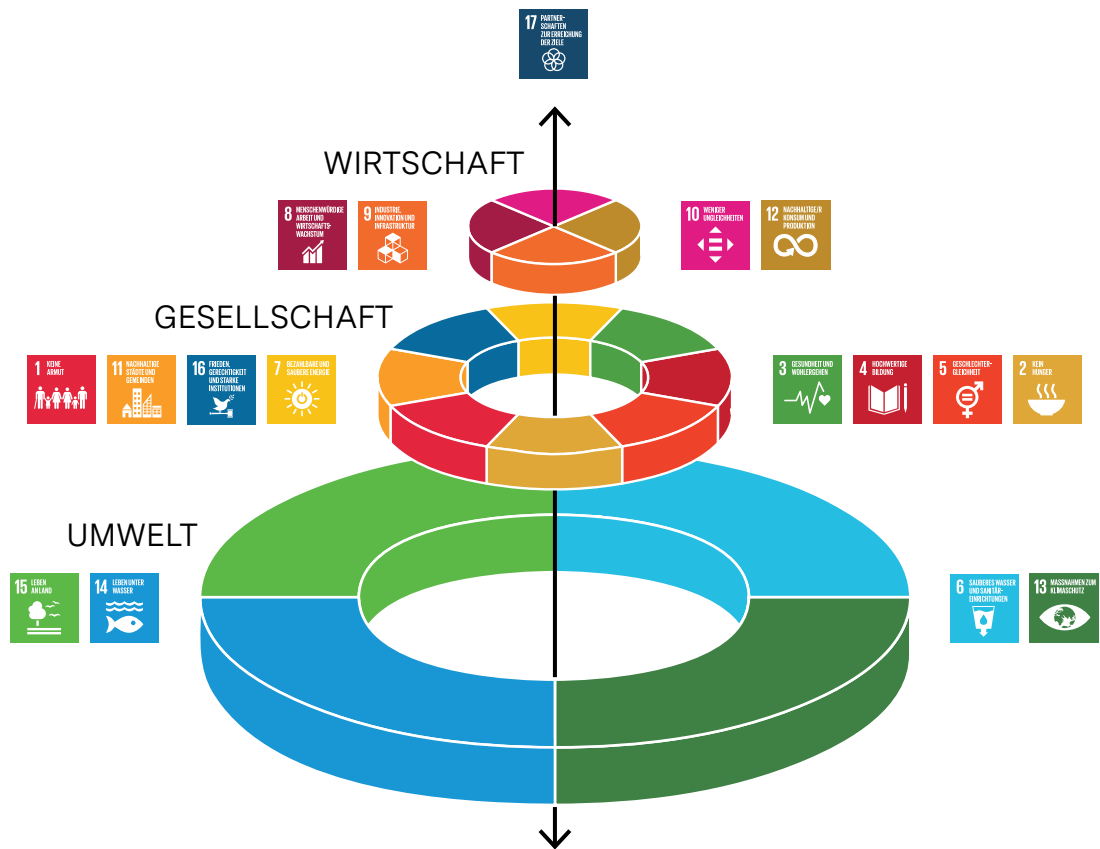 17 PARTNER-
SCHAFTEN
ZUR ERREICHUNG
DER ZIELE
WIRTSCHAFT
8 MENSCHENWÜRDIGE
ARBEIT UND
WIRTSCHAFTS-
WACHSTUM
9 INDUSTRIE,
INNOVATION UND
INFRASTRUKTUR
10 WENIGER
UNGLEICHHEITEN
12 NACHHALTIGE/R
KONSUM UND
PRODUKTION
GESELLSCHAFT
1 KEINE
ARMUT
11 NACHHALTIGE
STÄDTE UND
GEMEINDEN
16 FRIEDEN,
GERECHTIGKEIT
UND STARKE
INSTITUTIONEN
7 BEZAHLBARE UND
SAUBERE ENERGIE
3 GESUNDHEIT UND
WOHLERGEHEN
4 HOCHWERTIGE
BILDUNG
5 GESCHLECHTER-
GLEICHHEIT
2 KEIN
HUNGER
UMWELT
15 LEBEN
AN LAND
14 LEBEN UNTER
WASSER
6 SAUBERES WASSER
UND SANITÄR-
EINRICHTUNGEN
13 MASSNAHMEN ZUM
KLIMASCHUTZ